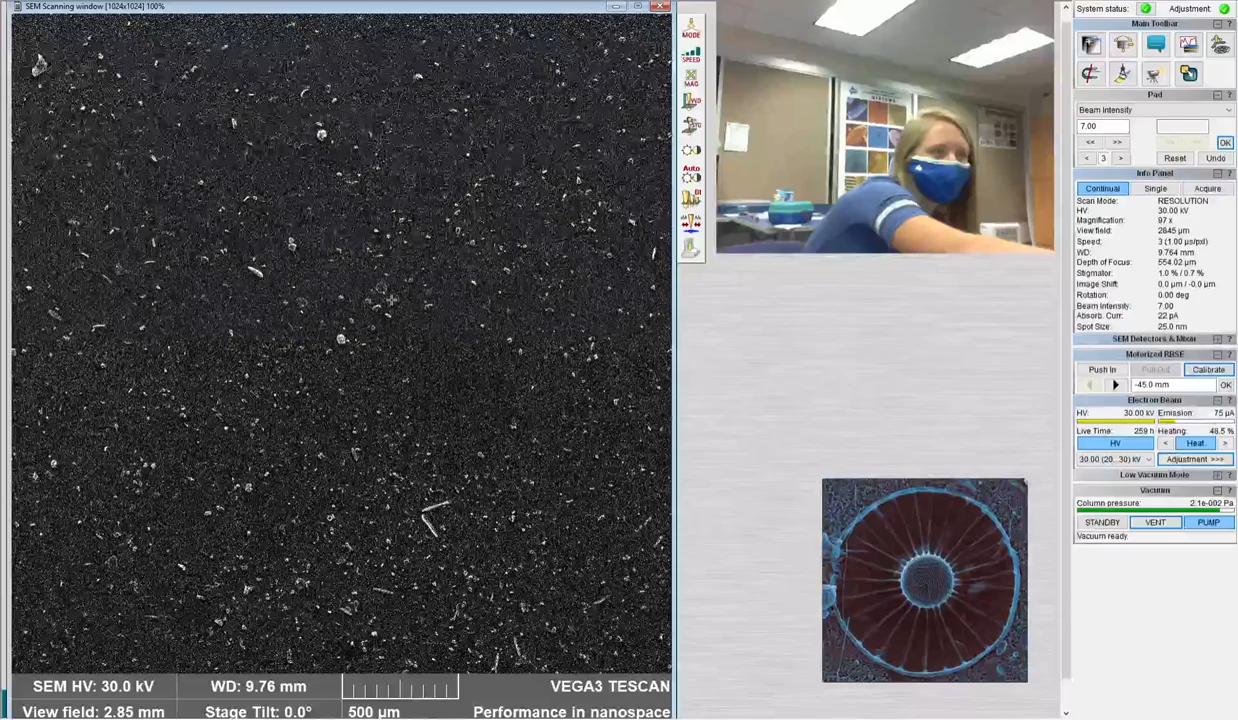 SEM Scanning window [1024x1024] 100%
SEM HV: 30.0 kV
WD: 9.76 mm
VEGA3 TESCAN
View field: 2.85 mm
Stage Tilt: 0.0°
500 µm
Performance in nanospace
MODE
SPEED
MAG
WD
Auto
BI
System status:
Adjustment:
Main Toolbar
Pad
Beam Intensity
7.00
<< >> OK
< 3 > Reset Undo
Info Panel
Continual Single Acquire
Scan Mode: RESOLUTION
HV: 30.00 kV
Magnification: 97 x
View field: 2845 µm
Speed: 3 (1.00 µs/pxl)
WD: 9.764 mm
Depth of Focus: 554.02 µm
Stigmator: 1.0 % / 0.7 %
Image Shift: 0.0 µm / -0.0 µm
Rotation: 0.00 deg
Beam Intensity: 7.00
Absorb. Curr: 22 pA
Spot Size: 25.0 nm
SEM Detectors & Mixer
Motorized RBSE
Push In Pull Out Calibrate
-45.0 mm OK
Electron Beam
HV: 30.00 kV Emission: 75 µA
Live Time: 259 h Heating: 48.5 %
HV < Heat. >
30.00 (20...30) kV Adjustment >>>
Low Vacuum Mode
Vacuum
Column pressure: 2.1e-002 Pa
STANDBY VENT PUMP
Vacuum ready.